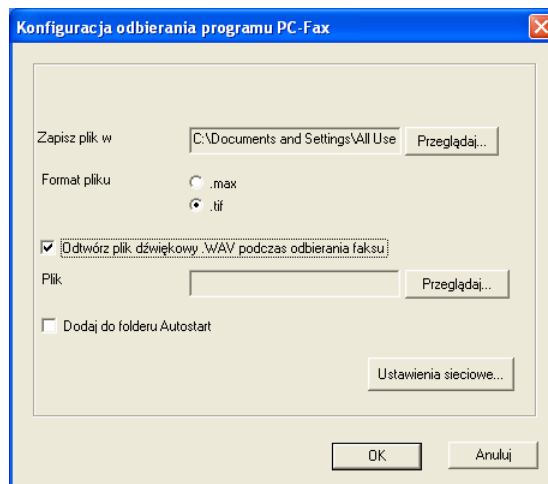 Konfiguracja odbierania programu PC-Fax
Zapisz plik w C:\Documents and Settings\All Use Przeglądaj...
Format pliku .max
.tif
Odtwórz plik dźwiękowy .WAV podczas odbierania faksu
Plik Przeglądaj...
Dodaj do folderu Autostart
Ustawienia sieciowe...
OK Anuluj